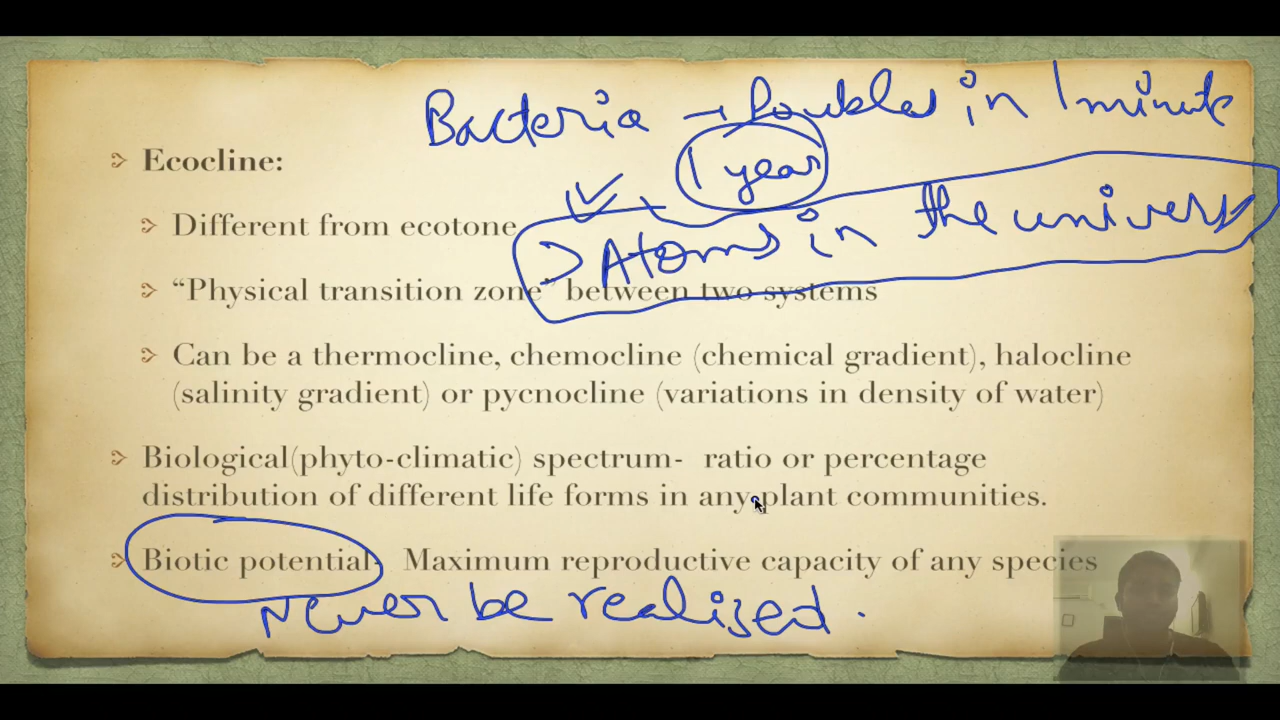 Bacteria → Doubles in 1 minute
1 year
Ecocline:
> Atoms in the universe
Different from ecotone
“Physical transition zone” between two systems
Can be a thermocline, chemocline (chemical gradient), halocline
(salinity gradient) or pycnocline (variations in density of water)
Biological(phyto-climatic) spectrum- ratio or percentage
distribution of different life forms in any plant communities.
Biotic potential- Maximum reproductive capacity of any species
Never be realised.